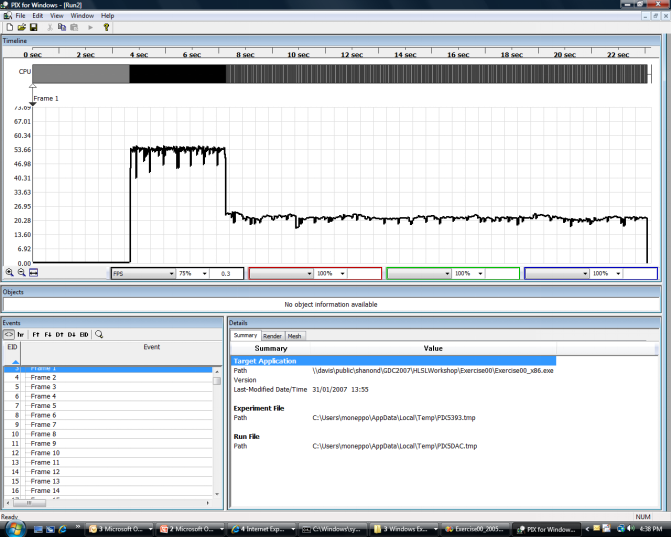 PIX for Windows - [Run2]
File Edit View Window Help
Timeline
0 sec 2 sec 4 sec 6 sec 8 sec 10 sec 12 sec 14 sec 16 sec 18 sec 20 sec 22 sec
CPU
Frame 1
73.69
67.01
60.34
53.66
46.98
40.31
33.63
26.95
20.28
13.60
6.92
0.00
FPS 75% 0.3 100% 100% 100%
Objects
No object information available
Events
Details
<> hr F↑ F↓ D↑ D↓ EID
Summary Render Mesh
EID Event
Summary Value
3 Frame 1
4 Frame 2
5 Frame 3
6 Frame 4
7 Frame 5
8 Frame 6
9 Frame 7
10 Frame 8
11 Frame 9
12 Frame 10
13 Frame 11
14 Frame 12
15 Frame 13
16 Frame 14
Target Application
Path \\davis\public\shanond\GDC2007\HLSLWorkshop\Exercise00\Exercise00_x86.exe
Version
Last-Modified Date/Time 31/01/2007 13:55
Experiment File
Path C:\Users\moneppo\AppData\Local\Temp\PIX5393.tmp
Run File
Path C:\Users\moneppo\AppData\Local\Temp\PIX5DAC.tmp
Ready
NUM
3 Microsoft O... 2 Microsoft O... 4 Internet Exp... C:\Windows\sy... 3 Windows Ex... Exercise00_2005... PIX for Window... 4:38 PM